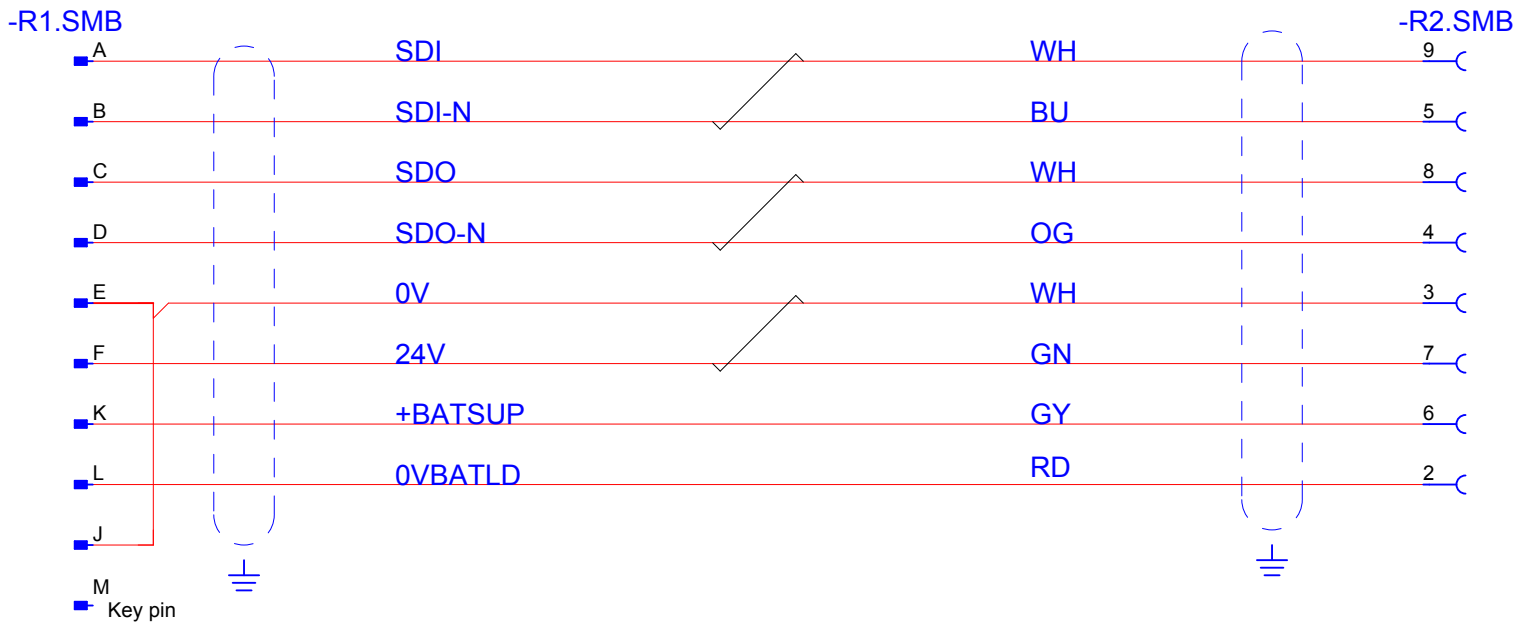 -R1.SMB -R2.SMB
A SDI WH 9
B SDI-N BU 5
C SDO WH 8
D SDO-N OG 4
E 0V WH 3
F 24V GN 7
K +BATSUP GY 6
L 0VBATLD RD 2
J
M
Key pin